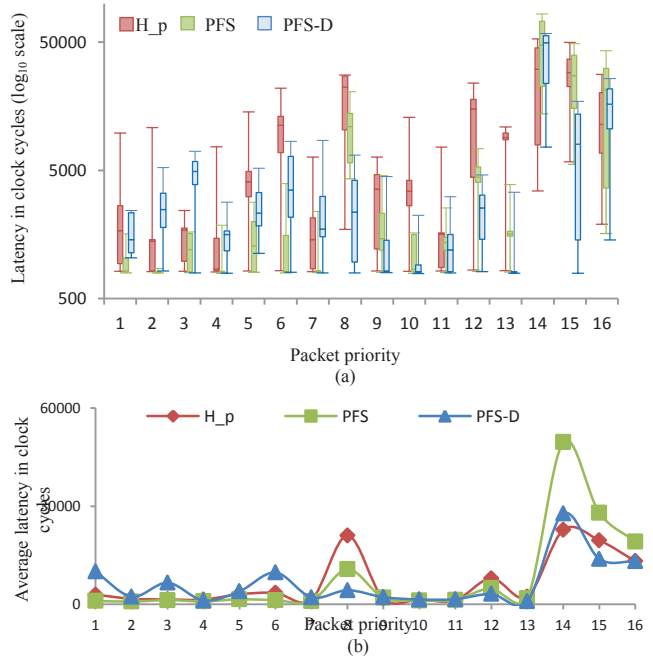 H_p PFS PFS-D
Latency in clock cycles (log10 scale)
50000
5000
500
1 2 3 4 5 6 7 8 9 10 11 12 13 14 15 16
Packet priority
(a)
H_p PFS PFS-D
Average latency in clock
cycles
60000
30000
0
1 2 3 4 5 6 7 8 9 10 11 12 13 14 15 16
Packet priority
(b)